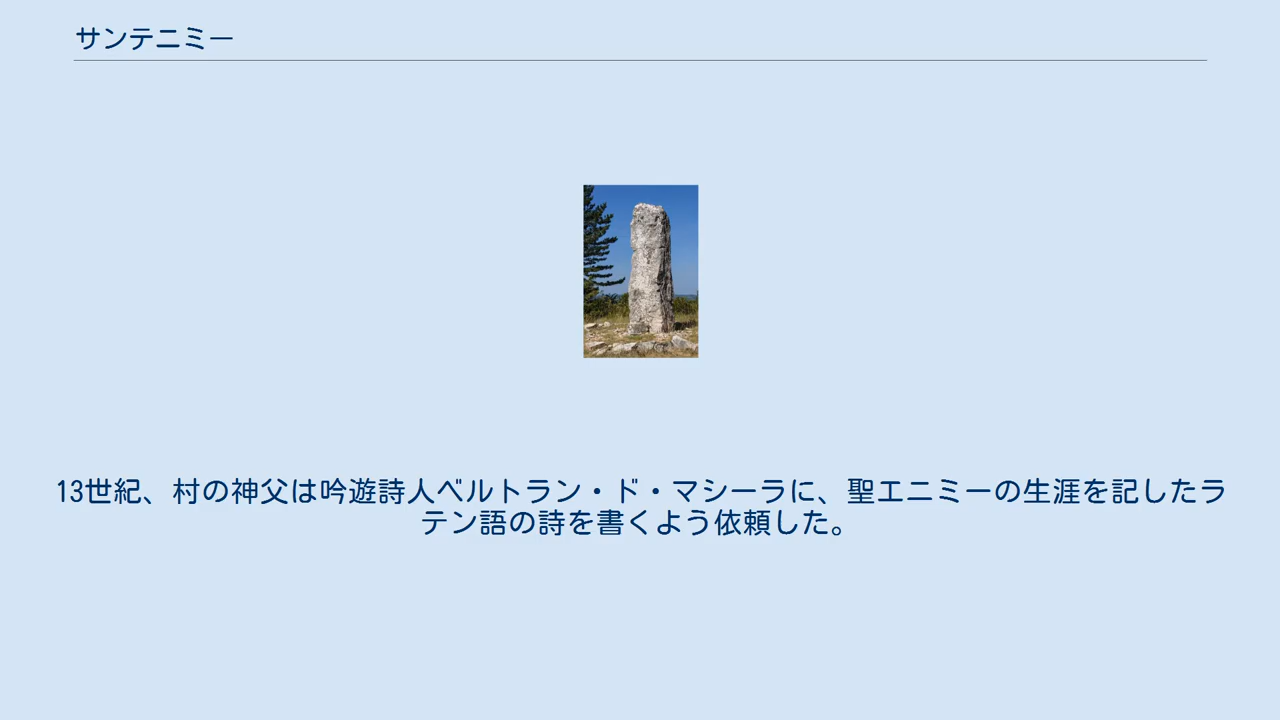 サンテニミー
13世紀、村の神父は吟遊詩人ベルトラン・ド・マシーラに、聖エニミーの生涯を記したラ
テン語の詩を書くよう依頼した。